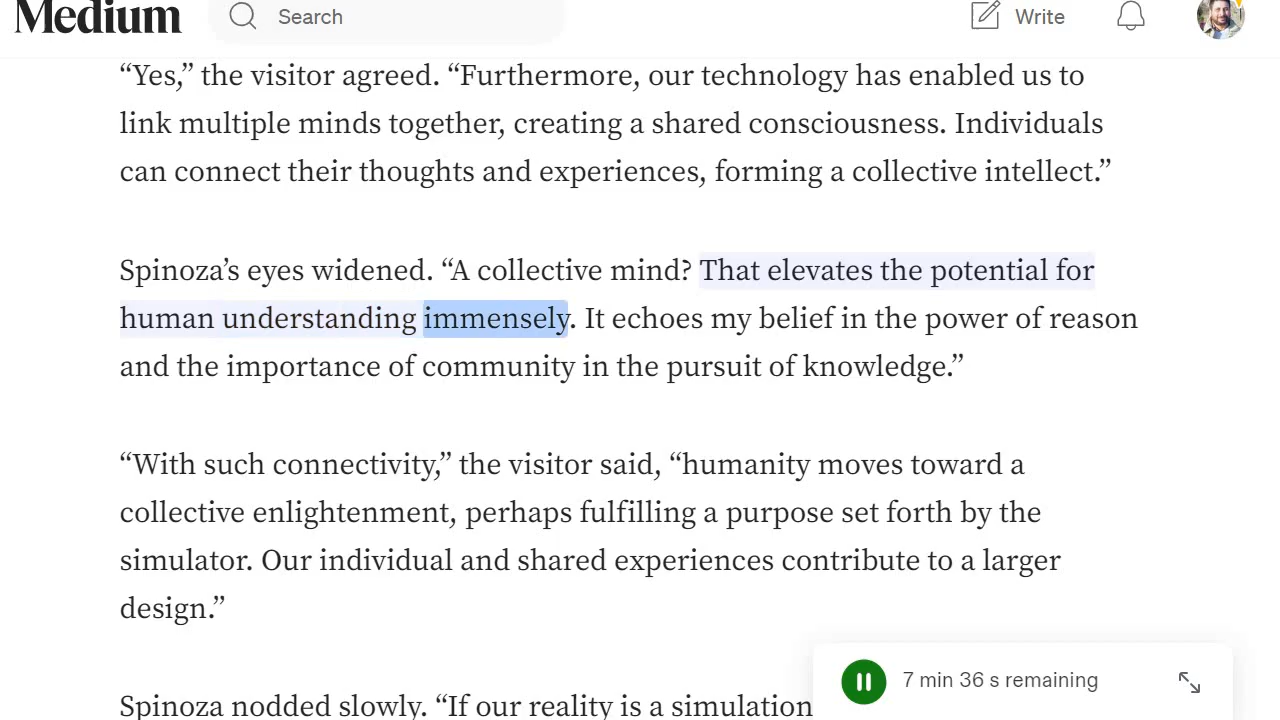 Medium
Search
Write
“Yes,” the visitor agreed. “Furthermore, our technology has enabled us to
link multiple minds together, creating a shared consciousness. Individuals
can connect their thoughts and experiences, forming a collective intellect.”
Spinoza’s eyes widened. “A collective mind? That elevates the potential for
human understanding immensely. It echoes my belief in the power of reason
and the importance of community in the pursuit of knowledge.”
“With such connectivity,” the visitor said, “humanity moves toward a
collective enlightenment, perhaps fulfilling a purpose set forth by the
simulator. Our individual and shared experiences contribute to a larger
design.”
Spinoza nodded slowly. “If our reality is a simulation
7 min 36 s remaining